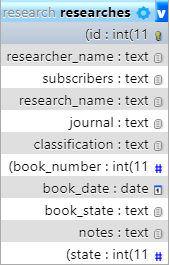 research researches v
(id : int(11
researcher_name : text
subscribers : text
research_name : text
journal : text
classification : text
(book_number : int(11
book_date : date
book_state : text
notes : text
(state : int(11